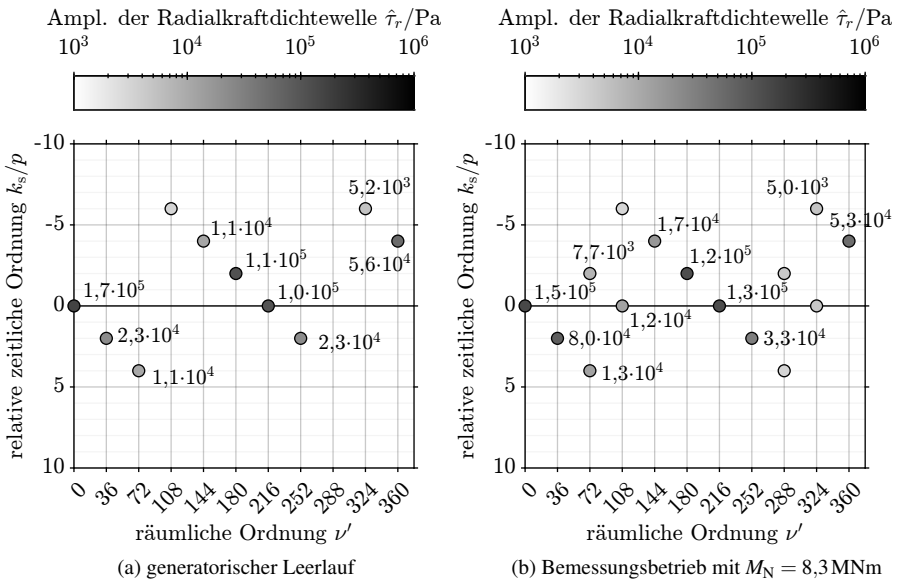 Ampl. der Radialkraftdichtewelle τ̂r/Pa
10³ 10⁴ 10⁵ 10⁶
relative zeitliche Ordnung ks/p
-10
-5
0
5
10
5,2·10³
1,1·10⁴
1,1·10⁵
5,6·10⁴
1,7·10⁵
1,0·10⁵
2,3·10⁴
2,3·10⁴
1,1·10⁴
0 36 72 108 144 180 216 252 288 324 360
räumliche Ordnung ν′
(a) generatorischer Leerlauf
Ampl. der Radialkraftdichtewelle τ̂r/Pa
10³ 10⁴ 10⁵ 10⁶
relative zeitliche Ordnung ks/p
-10
-5
0
5
10
5,0·10³
1,7·10⁴
5,3·10⁴
7,7·10³
1,2·10⁵
1,5·10⁵
1,3·10⁵
1,2·10⁴
8,0·10⁴
3,3·10⁴
1,3·10⁴
0 36 72 108 144 180 216 252 288 324 360
räumliche Ordnung ν′
(b) Bemessungsbetrieb mit MN = 8,3 MNm